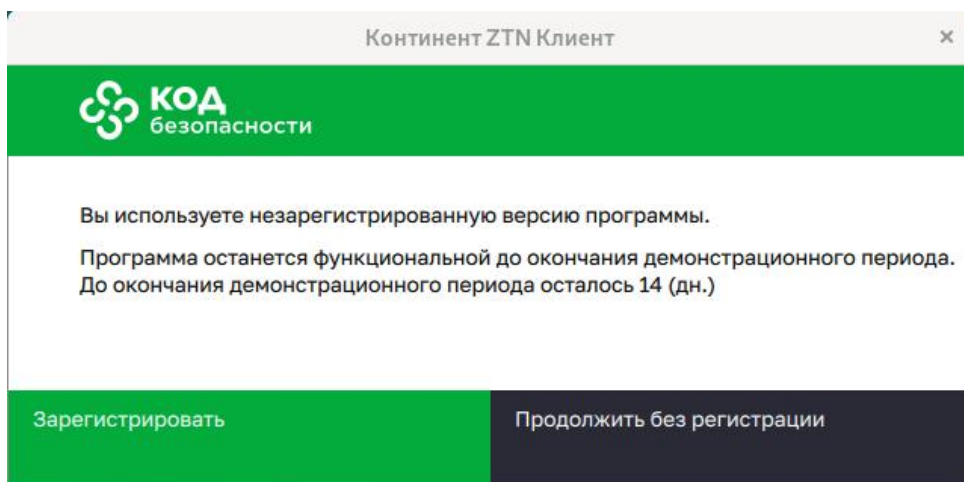 Континент ZTN Клиент
КОД
безопасности
Вы используете незарегистрированную версию программы.
Программа останется функциональной до окончания демонстрационного периода.
До окончания демонстрационного периода осталось 14 (дн.)
Зарегистрировать
Продолжить без регистрации